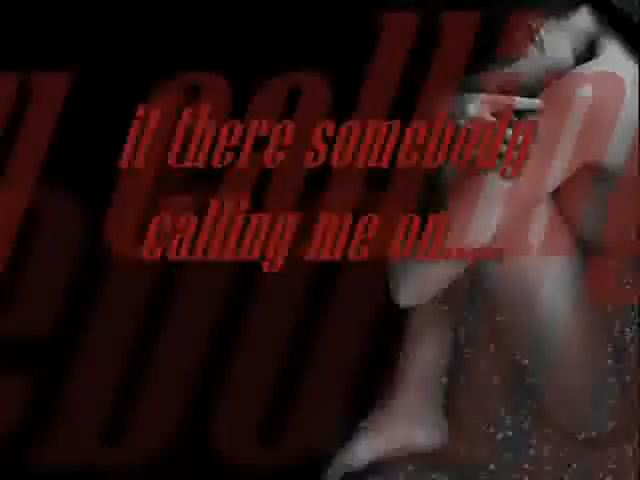 it there somebody
calling me on.....